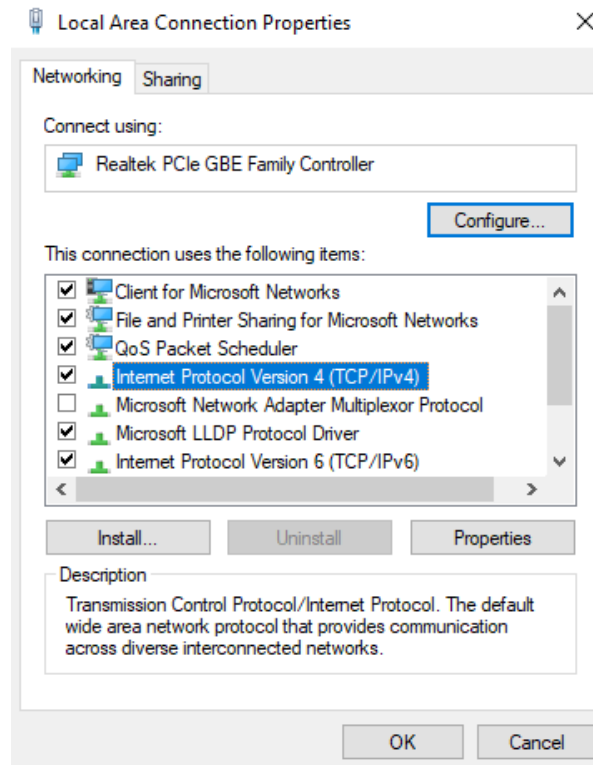 Local Area Connection Properties
Networking
Sharing
Connect using:
Realtek PCIe GBE Family Controller
Configure...
This connection uses the following items:
Client for Microsoft Networks
File and Printer Sharing for Microsoft Networks
QoS Packet Scheduler
Internet Protocol Version 4 (TCP/IPv4)
Microsoft Network Adapter Multiplexor Protocol
Microsoft LLDP Protocol Driver
Internet Protocol Version 6 (TCP/IPv6)
Install...
Uninstall
Properties
Description
Transmission Control Protocol/Internet Protocol. The default
wide area network protocol that provides communication
across diverse interconnected networks.
OK
Cancel